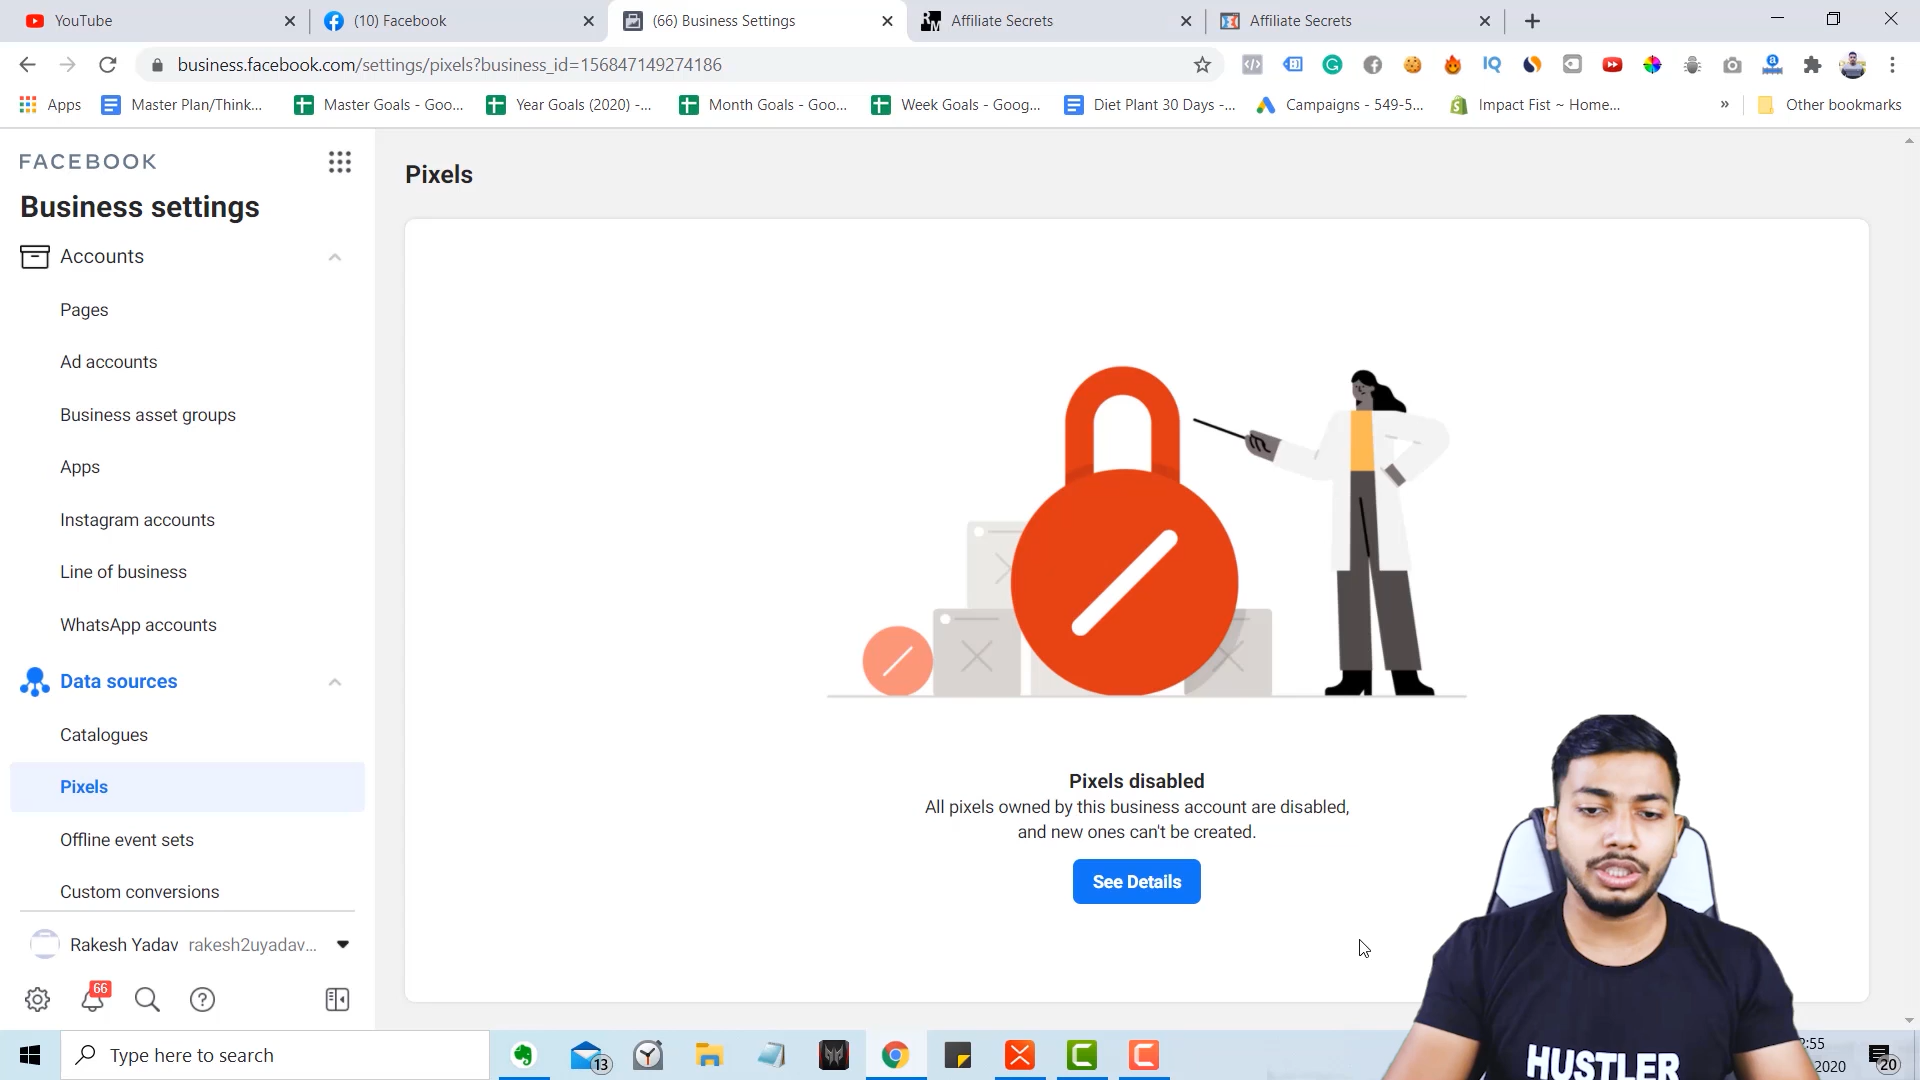 YouTube
(10) Facebook
(66) Business Settings
Affiliate Secrets
Affiliate Secrets
business.facebook.com/settings/pixels?business_id=156847149274186
Apps
Master Plan/Think...
Master Goals - Goo...
Year Goals (2020) -...
Month Goals - Goo...
Week Goals - Goog...
Diet Plant 30 Days -...
Campaigns - 549-5...
Impact Fist ~ Home...
»
Other bookmarks
FACEBOOK
Business settings
Accounts
Pages
Ad accounts
Business asset groups
Apps
Instagram accounts
Line of business
WhatsApp accounts
Data sources
Catalogues
Pixels
Offline event sets
Custom conversions
Rakesh Yadav rakesh2uyadav...
66
Pixels
Pixels disabled
All pixels owned by this business account are disabled,
and new ones can't be created.
See Details
HUSTLER
Type here to search
13
:55
2020
20